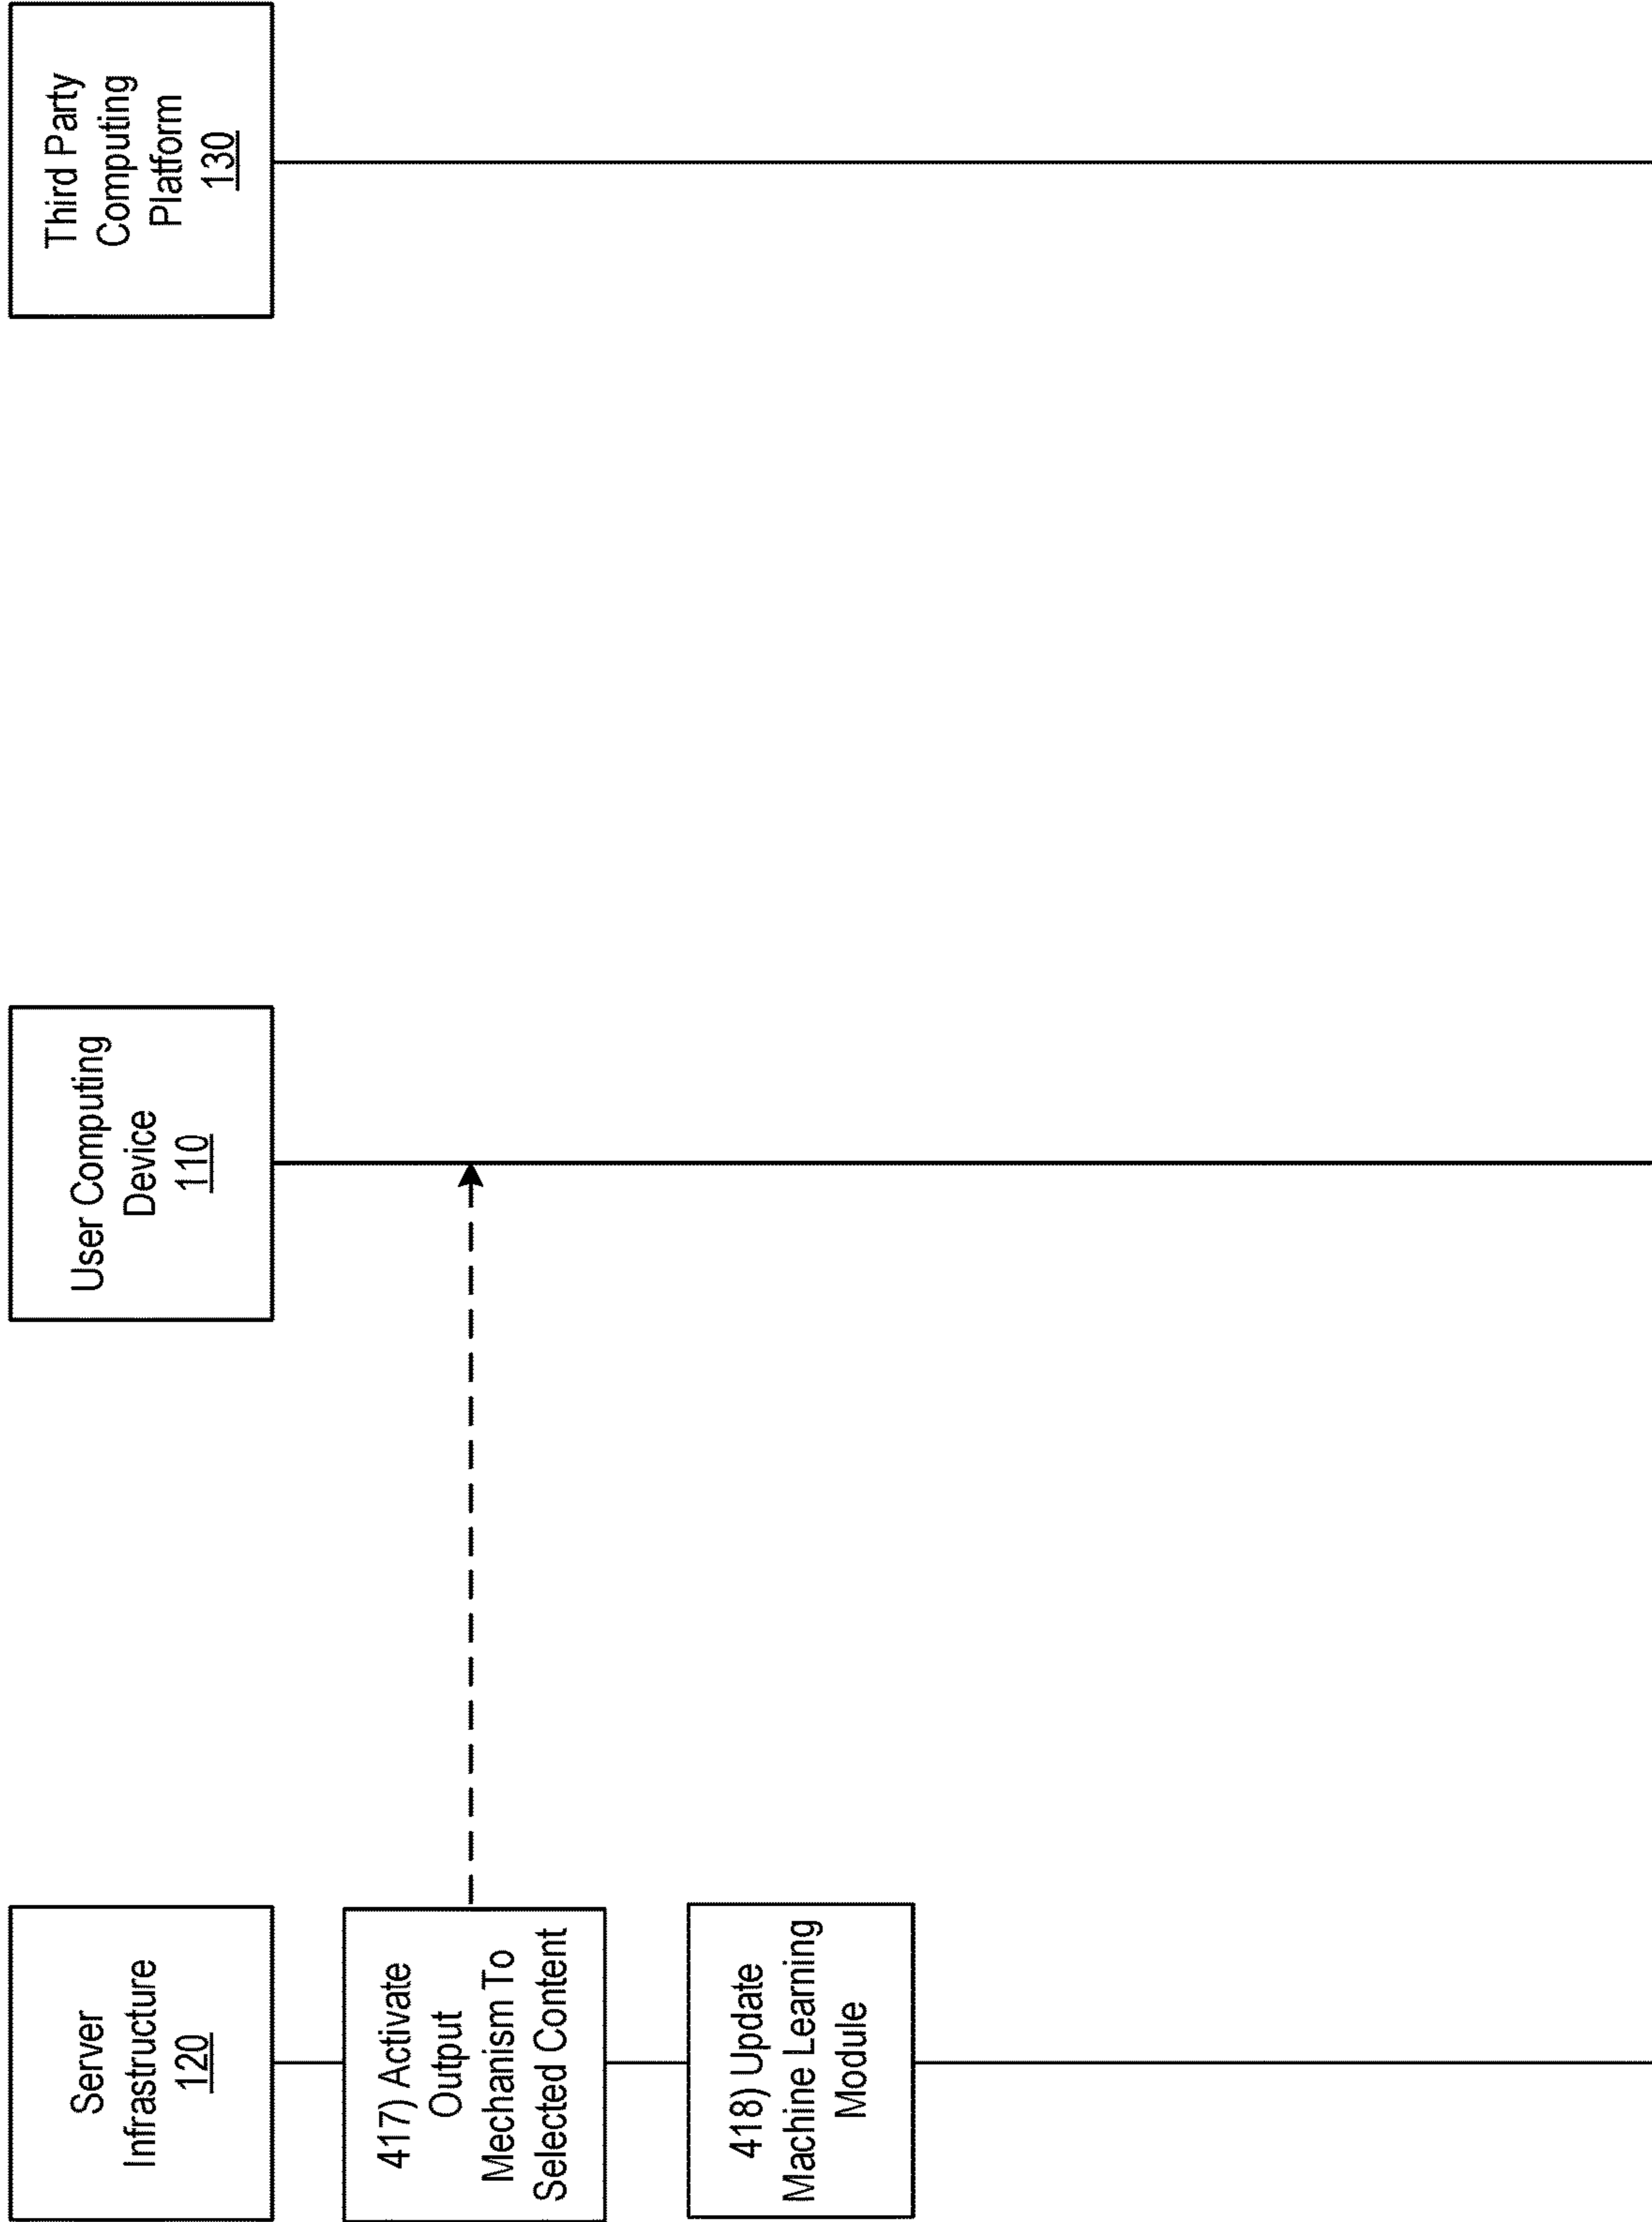 Server
Infrastructure
120
User Computing
Device
110
Third Party
Computing
Platform
130
417) Activate
Output
Mechanism To
Selected Content
418) Update
Machine Learning
Module